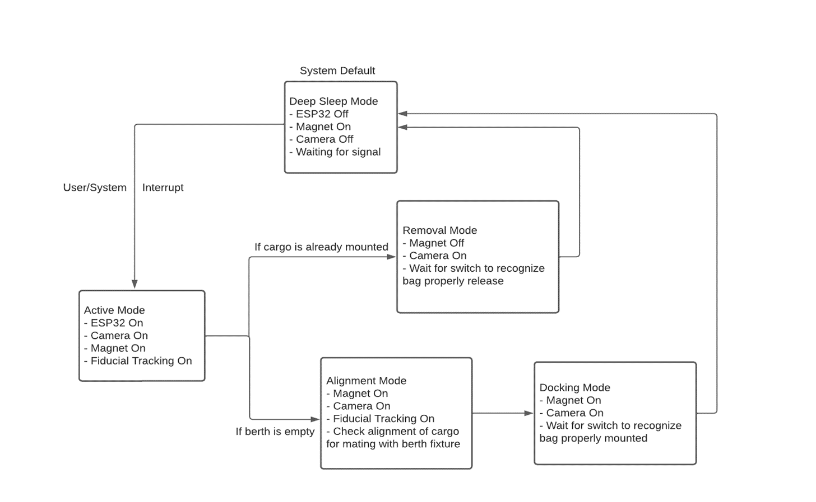 System Default
Deep Sleep Mode
- ESP32 Off
- Magnet On
- Camera Off
- Waiting for signal
User/System Interrupt
Removal Mode
- Magnet Off
- Camera On
- Wait for switch to recognize
bag properly release
If cargo is already mounted
Active Mode
- ESP32 On
- Camera On
- Magnet On
- Fiducial Tracking On
If berth is empty
Alignment Mode
- Magnet On
- Camera On
- Fiducial Tracking On
- Check alignment of cargo
for mating with berth fixture
Docking Mode
- Magnet On
- Camera On
- Wait for switch to recognize
bag properly mounted